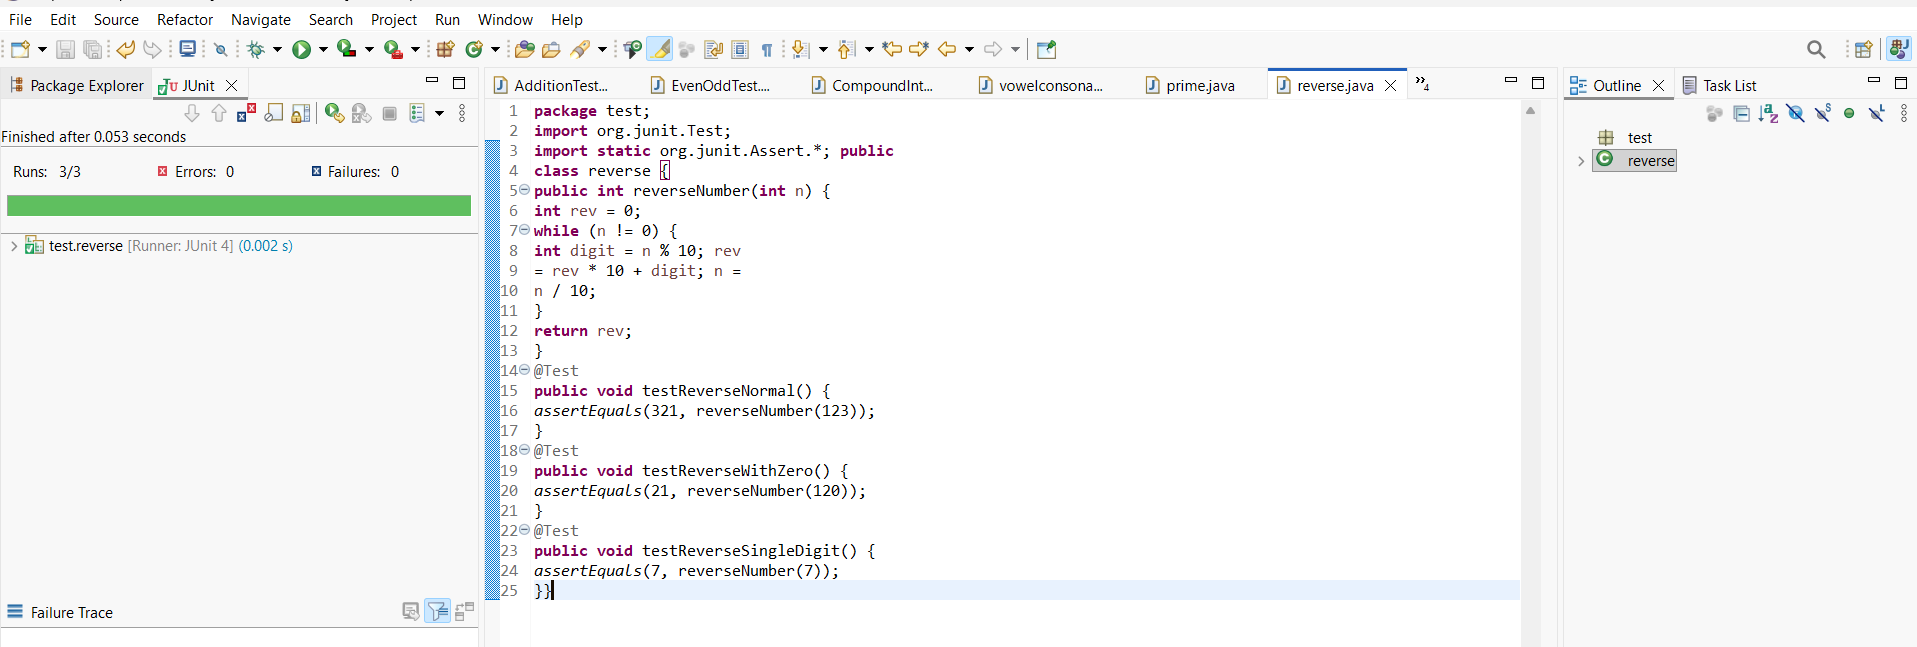 File Edit Source Refactor Navigate Search Project Run Window Help
Package Explorer JUnit
Finished after 0.053 seconds
Runs: 3/3 Errors: 0 Failures: 0
test.reverse [Runner: JUnit 4] (0.002 s)
Failure Trace
AdditionTest... EvenOddTest.... CompoundInt... vowelconsona... prime.java reverse.java »4
1 package test;
2 import org.junit.Test;
3 import static org.junit.Assert.*; public
4 class reverse {
5 public int reverseNumber(int n) {
6 int rev = 0;
7 while (n != 0) {
8 int digit = n % 10; rev
9 = rev * 10 + digit; n =
10 n / 10;
11 }
12 return rev;
13 }
14 @Test
15 public void testReverseNormal() {
16 assertEquals(321, reverseNumber(123));
17 }
18 @Test
19 public void testReverseWithZero() {
20 assertEquals(21, reverseNumber(120));
21 }
22 @Test
23 public void testReverseSingleDigit() {
24 assertEquals(7, reverseNumber(7));
25 }}
Outline Task List
test
reverse